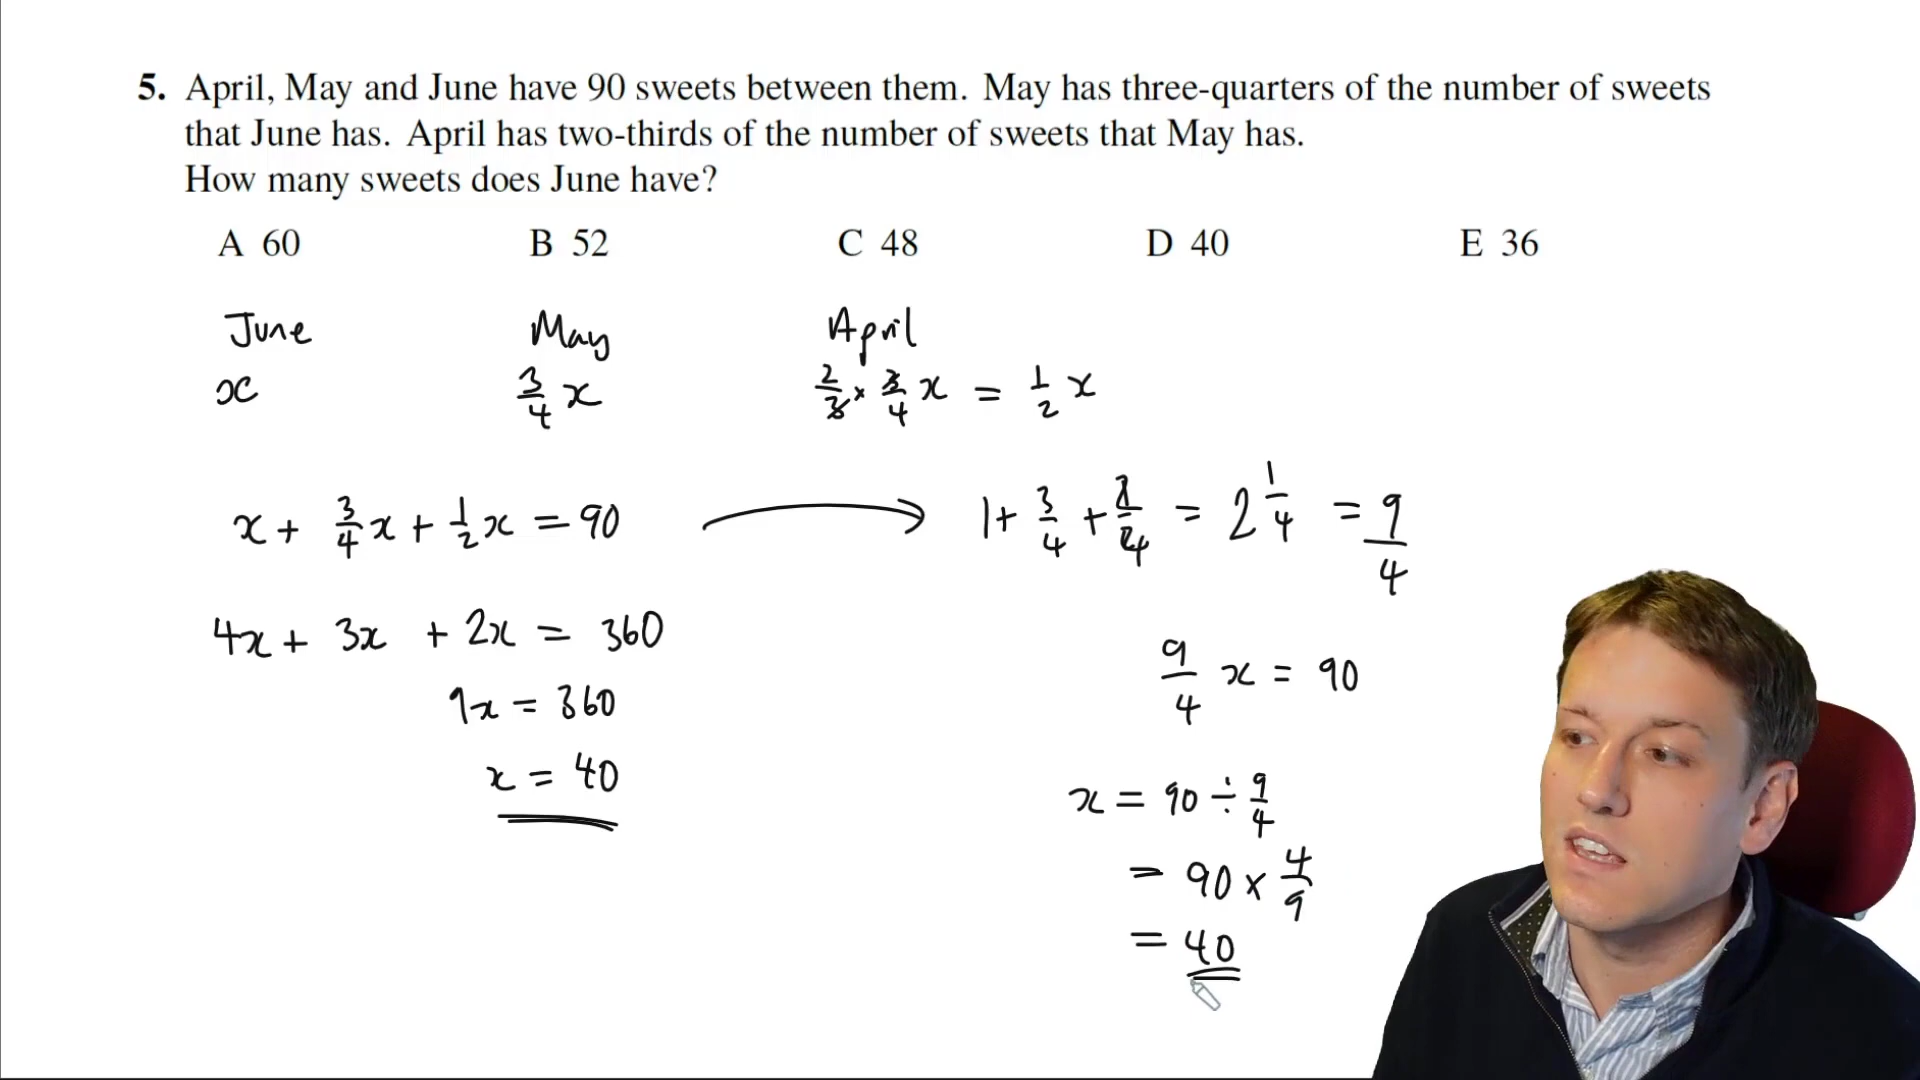 5. April, May and June have 90 sweets between them. May has three-quarters of the number of sweets
that June has. April has two-thirds of the number of sweets that May has.
How many sweets does June have?
A 60 B 52 C 48 D 40 E 36
June May April
x 3/4 x 2/3 × 3/4 x = 1/2 x
x + 3/4 x + 1/2 x = 90 → 1 + 3/4 + 2/4 = 2 1/4 = 9/4
4x + 3x + 2x = 360
9x = 360
x = 40
9/4 x = 90
x = 90 ÷ 9/4
= 90 × 4/9
= 40